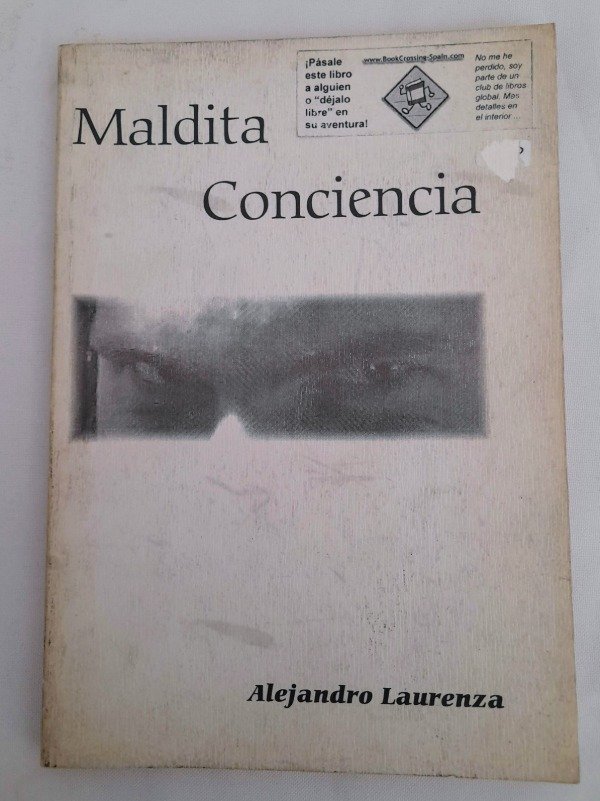 ¡Pásale
este libro
a alguien
o "déjalo
libre" en
su aventura!
www.BookCrossing-Spain.com
No me he
perdido, soy
parte de un
club de libros
global. Mas
detalles en
el interior ...
Maldita
Conciencia
Alejandro Laurenza